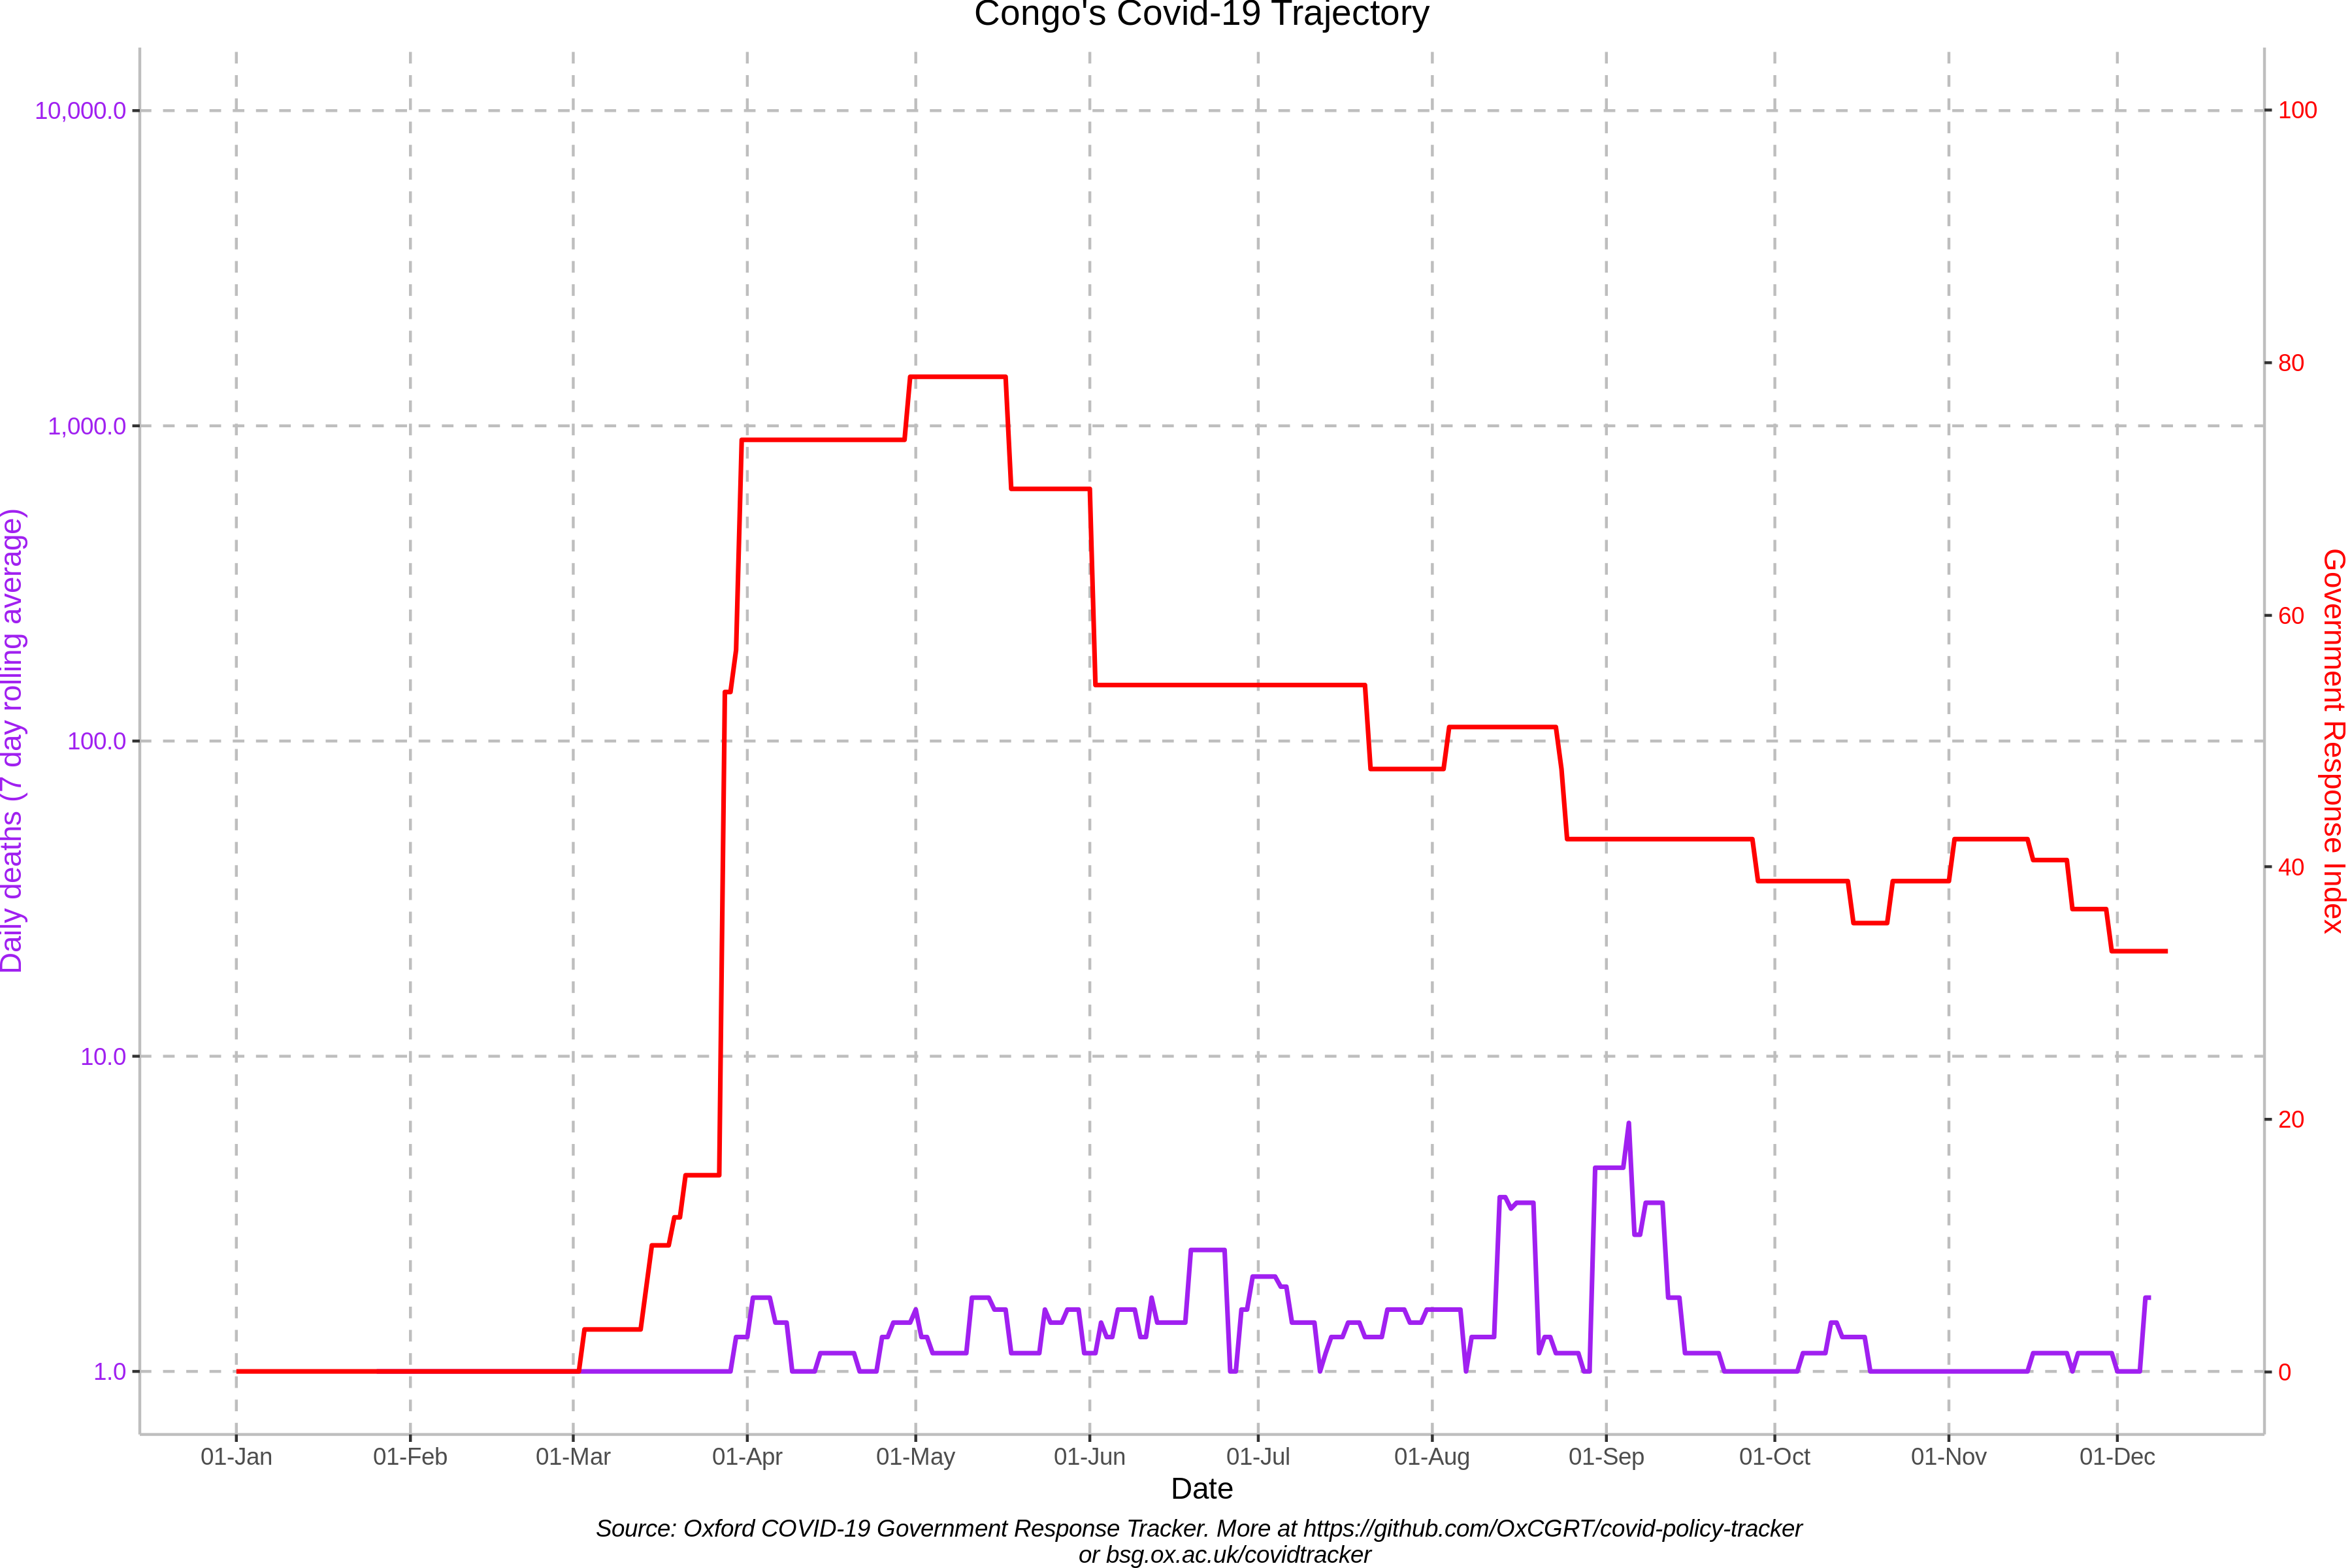 Congo's Covid-19 Trajectory
10,000.0
1,000.0
100.0
10.0
1.0
Daily deaths (7 day rolling average)
100
80
60
40
20
0
Government Response Index
01-Jan 01-Feb 01-Mar 01-Apr 01-May 01-Jun 01-Jul 01-Aug 01-Sep 01-Oct 01-Nov 01-Dec
Date
Source: Oxford COVID-19 Government Response Tracker. More at https://github.com/OxCGRT/covid-policy-tracker
or bsg.ox.ac.uk/covidtracker